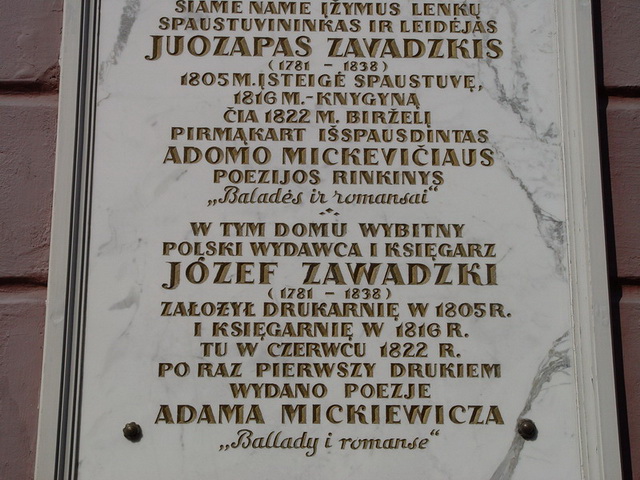 ŠIAME NAME ĮŽYMUS LENKŲ
SPAUSTUVININKAS IR LEIDĖJAS
JUOZAPAS ZAVADZKIS
(1781 – 1838)
1805 M. ĮSTEIGĖ SPAUSTUVĘ,
1816 M.-KNYGYNĄ
ČIA 1822 M. BIRŽELĮ
PIRMĄKART IŠSPAUSDINTAS
ADOMO MICKEVIČIAUS
POEZIJOS RINKINYS
„Baladės ir romansai“
W TYM DOMU WYBITNY
POLSKI WYDAWCA I KSIĘGARZ
JÓZEF ZAWADZKI
(1781 – 1838)
ZAŁOŻYŁ DRUKARNIĘ W 1805 R.
I KSIĘGARNIĘ W 1816 R.
TU W CZERWCU 1822 R.
PO RAZ PIERWSZY DRUKIEM
WYDANO POEZJE
ADAMA MICKIEWICZA
„Ballady i romanse“